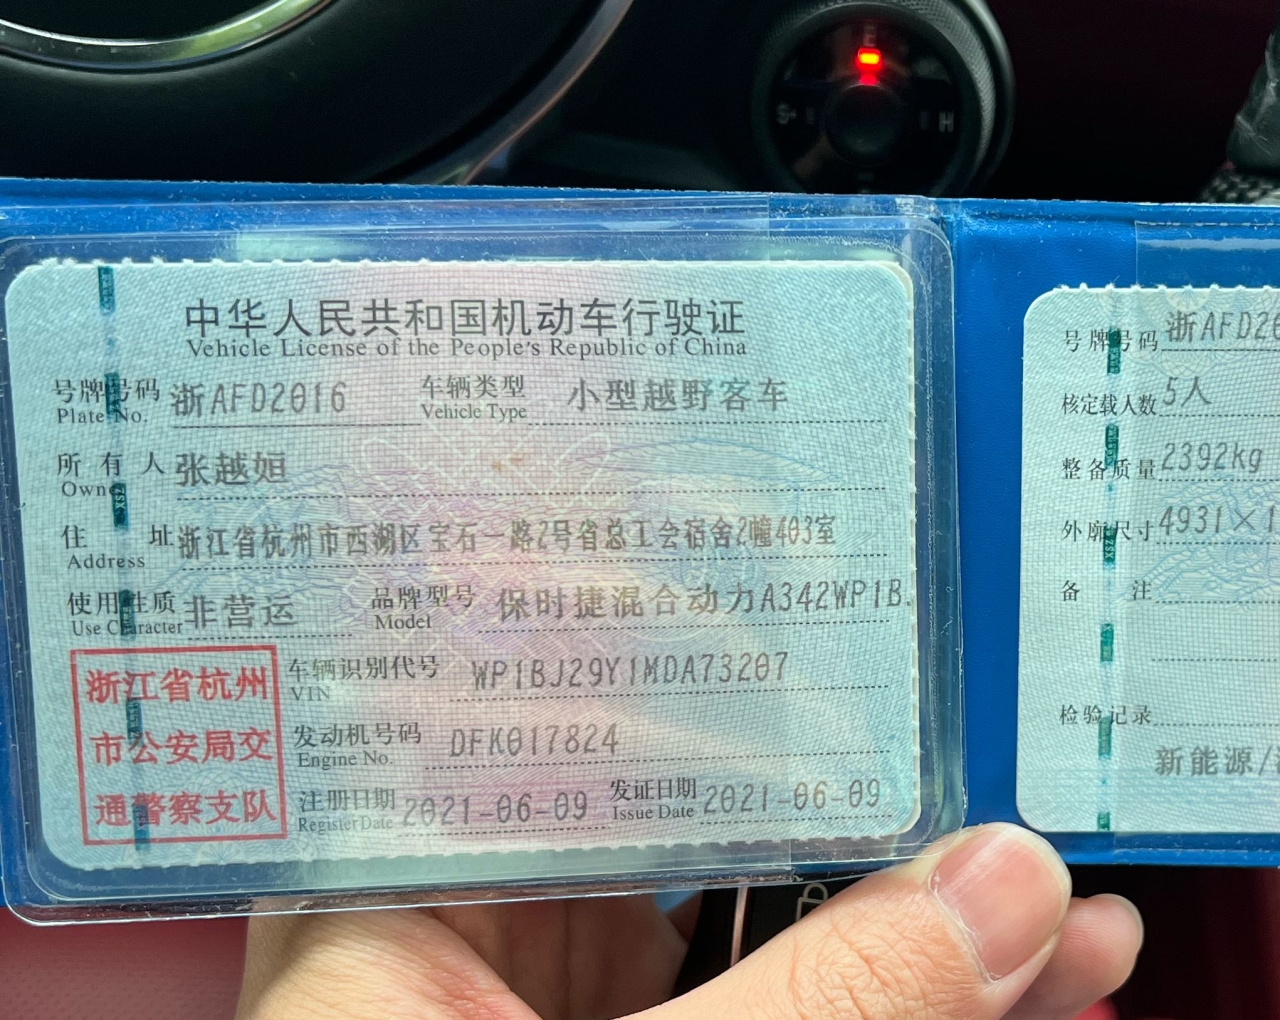 E
S+
H
中华人民共和国机动车行驶证
Vehicle License of the People's Republic of China
号牌号码 浙AFD2016 车辆类型 小型越野客车
Plate No. Vehicle Type
所有人 张越姮
Owner
住址 浙江省杭州市西湖区宝石一路2号省总工会宿舍2幢403室
Address
使用性质 非营运 品牌型号 保时捷混合动力A342WP1B
Use Character Model
浙江省杭州
市公安局交
通警察支队
车辆识别代号 WP1BJ29Y1MDA73207
VIN
发动机号码 DFK017824
Engine No.
注册日期 2021-06-09 发证日期 2021-06-09
Register Date Issue Date
号牌号码 浙AFD20
核定载人数 5人
整备质量 2392kg
外廓尺寸 4931×1
备注
检验记录
新能源/